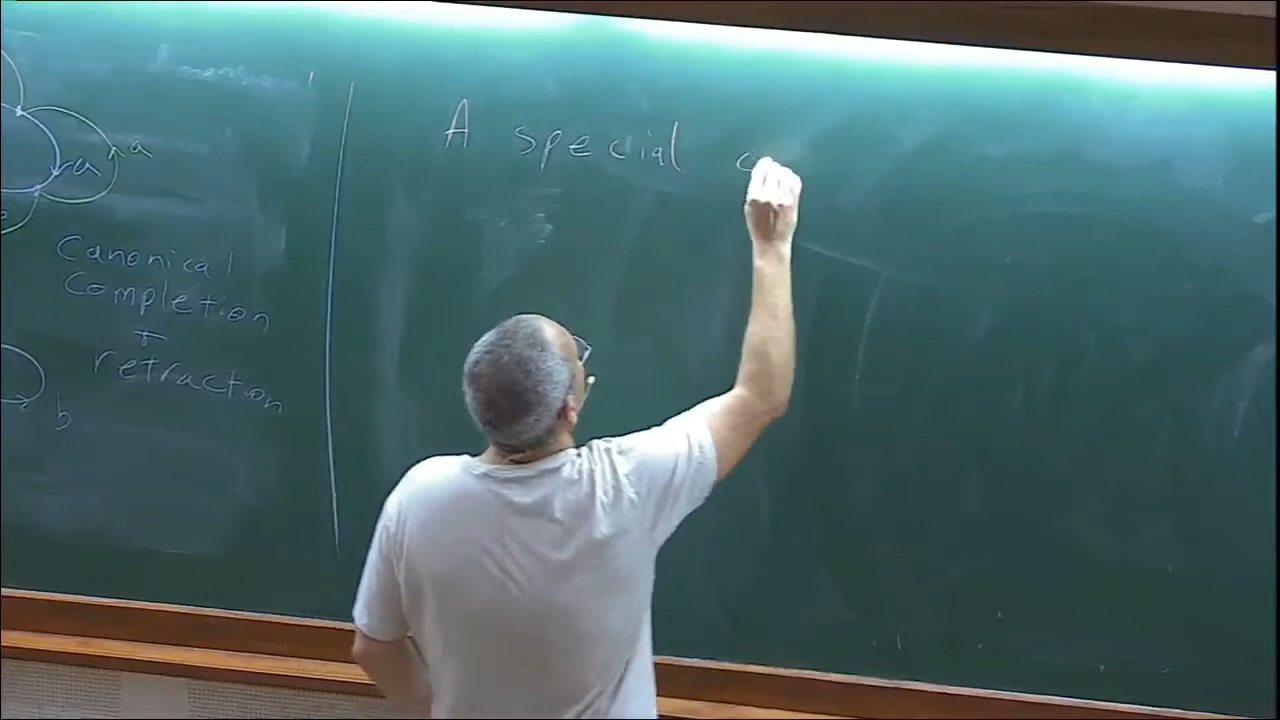 a
a
Canonical
Completion
+
retraction
b
A special c